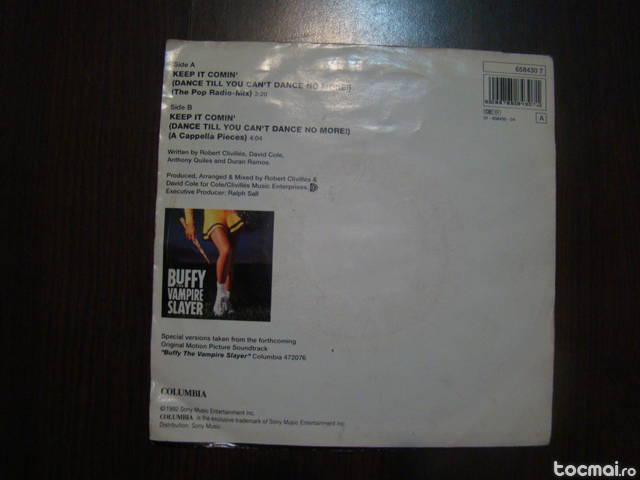 Side A
KEEP IT COMIN'
(DANCE TILL YOU CAN'T DANCE NO MORE!)
(The Pop Radio-Mix) 3:20
Side B
KEEP IT COMIN'
(DANCE TILL YOU CAN'T DANCE NO MORE!)
(A Cappella Pieces) 4:04
Written by Robert Clivillés, David Cole,
Anthony Quiles and Duran Ramos.
Produced, Arranged & Mixed by Robert Clivillés &
David Cole for Cole/Clivillés Music Enterprises.
Executive Producer: Ralph Sall
658430 7
A
BUFFY
VAMPIRE
SLAYER
Special versions taken from the forthcoming
Original Motion Picture Soundtrack
"Buffy The Vampire Slayer" Columbia 472076
COLUMBIA
© 1992 Sony Music Entertainment Inc.
COLUMBIA is the exclusive trademark of Sony Music Entertainment Inc.
Distribution: Sony Music
tocmai.ro